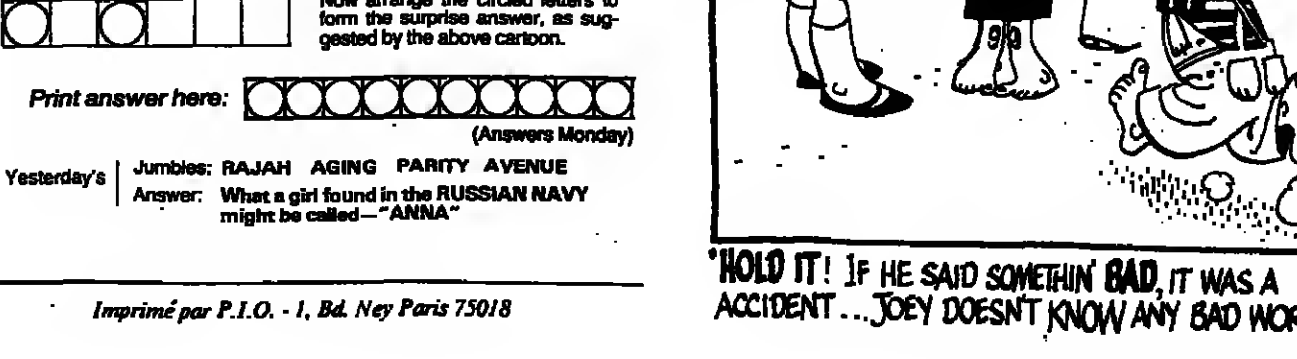 Now arrange the circled letters to
form the surprise answer, as sug-
gested by the above cartoon.
Print answer here:
(Answers Monday)
Yesterday's
Jumbles: RAJAH AGING PARITY AVENUE
Answer: What a girl found in the RUSSIAN NAVY
might be called—"ANNA"
Imprimé par P.I.O. - 1, Bd. Ney Paris 75018
"HOLD IT! IF HE SAID SOMETHIN' BAD, IT WAS A
ACCIDENT...JOEY DOESN'T KNOW ANY BAD